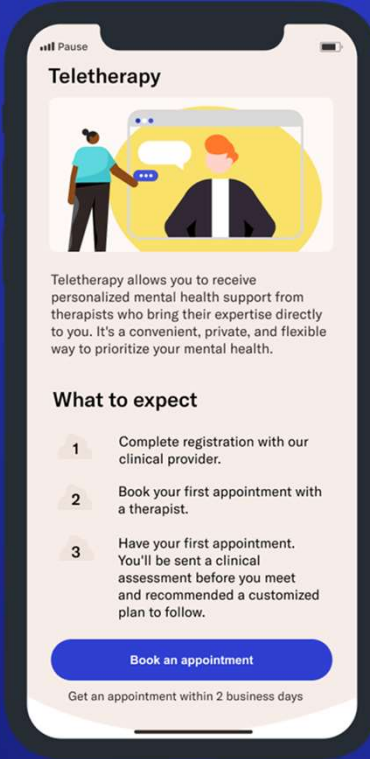 Pause
Teletherapy
Teletherapy allows you to receive
personalized mental health support from
therapists who bring their expertise directly
to you. It's a convenient, private, and flexible
way to prioritize your mental health.
What to expect
1 Complete registration with our
clinical provider.
2 Book your first appointment with
a therapist.
3 Have your first appointment.
You'll be sent a clinical
assessment before you meet
and recommended a customized
plan to follow.
Book an appointment
Get an appointment within 2 business days